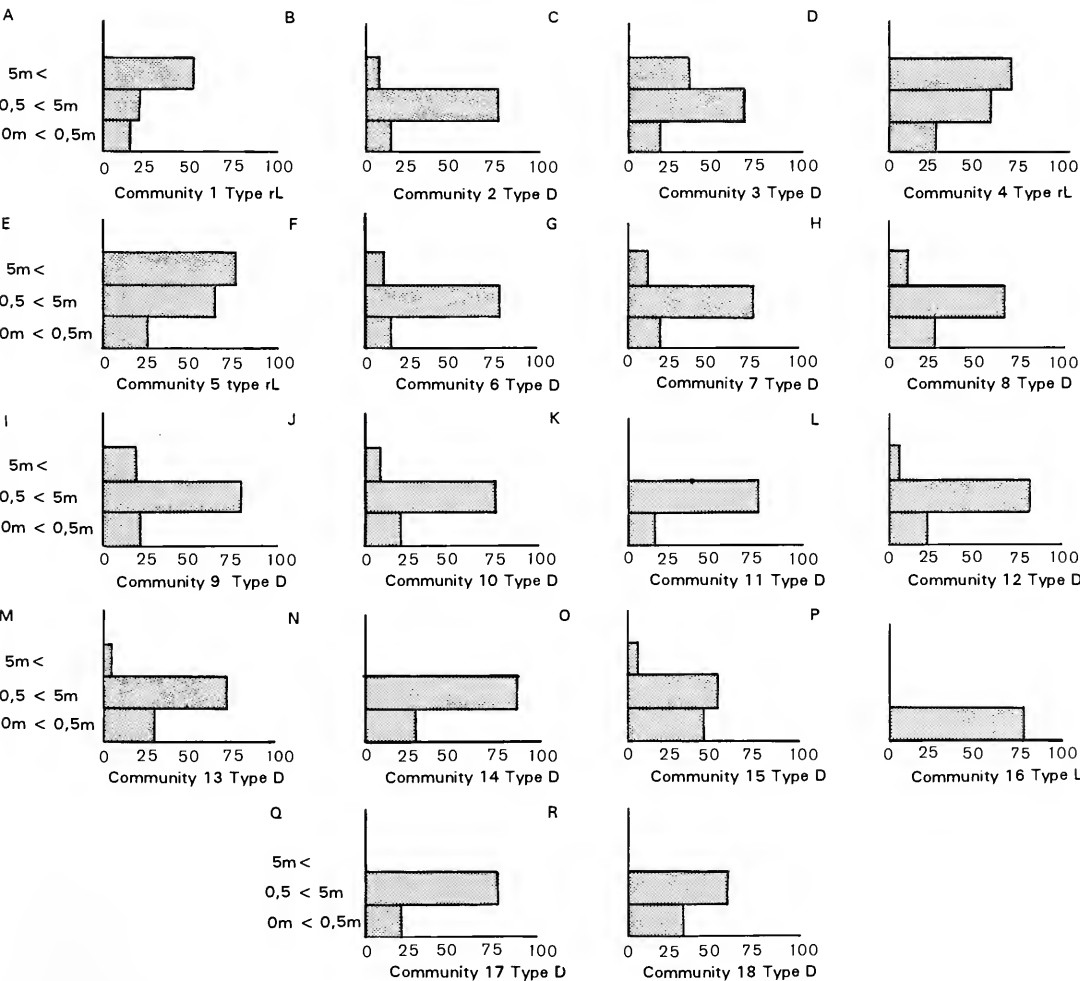 A B C D
5m<
0,5 < 5m
0m < 0,5m
0 25 50 75 100 0 25 50 75 100 0 25 50 75 100 0 25 50 75 100
Community 1 Type rL Community 2 Type D Community 3 Type D Community 4 Type rL
E F G H
5m<
0,5 < 5m
0m < 0,5m
0 25 50 75 100 0 25 50 75 100 0 25 50 75 100 0 25 50 75 100
Community 5 type rL Community 6 Type D Community 7 Type D Community 8 Type D
I J K L
5m<
0,5 < 5m
0m < 0,5m
0 25 50 75 100 0 25 50 75 100 0 25 50 75 100 0 25 50 75 100
Community 9 Type D Community 10 Type D Community 11 Type D Community 12 Type D
M N O P
5m<
0,5 < 5m
0m < 0,5m
0 25 50 75 100 0 25 50 75 100 0 25 50 75 100 0 25 50 75 100
Community 13 Type D Community 14 Type D Community 15 Type D Community 16 Type L
Q R
5m<
0,5 < 5m
0m < 0,5m
0 25 50 75 100 0 25 50 75 100
Community 17 Type D Community 18 Type D